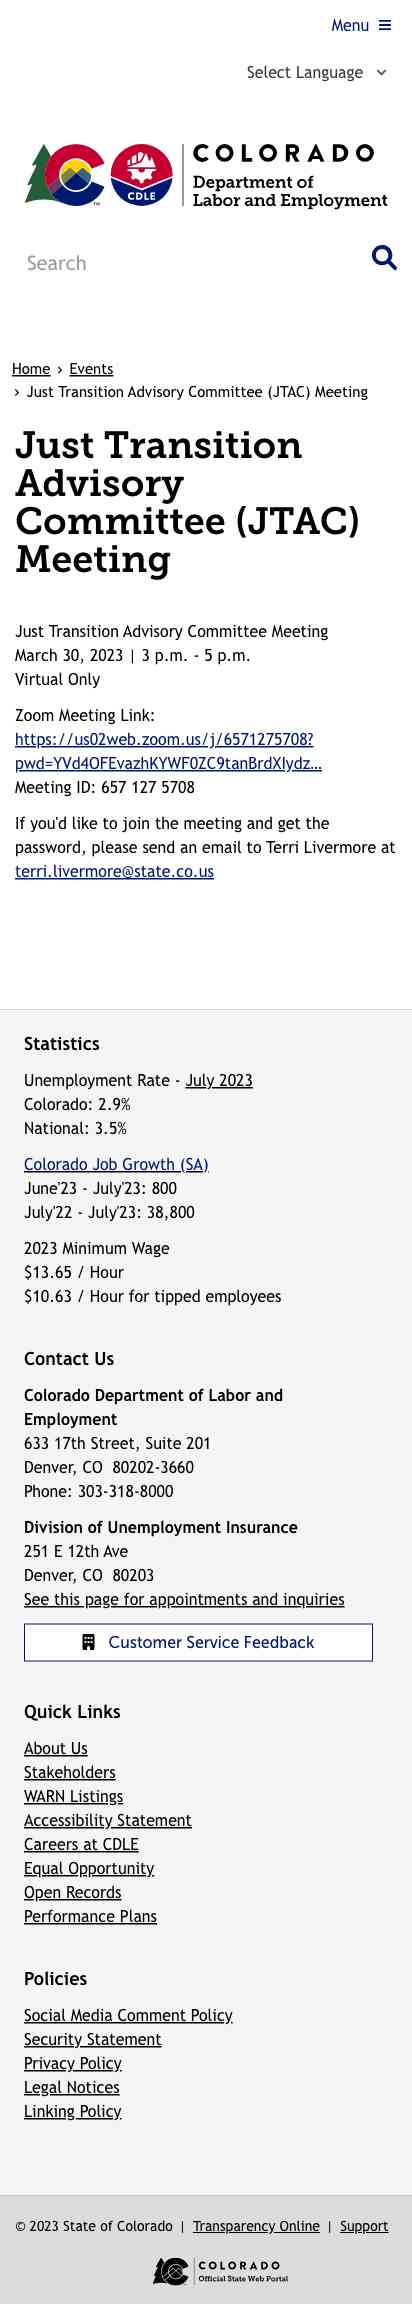 Menu
Select Language
CDLE
TM
COLORADO
Department of
Labor and Employment
Search
Home › Events
› Just Transition Advisory Committee (JTAC) Meeting
Just Transition
Advisory
Committee (JTAC)
Meeting
Just Transition Advisory Committee Meeting
March 30, 2023 | 3 p.m. - 5 p.m.
Virtual Only
Zoom Meeting Link:
https://us02web.zoom.us/j/6571275708?
pwd=YVd4OFEvazhKYWF0ZC9tanBrdXIydz...
Meeting ID: 657 127 5708
If you'd like to join the meeting and get the
password, please send an email to Terri Livermore at
terri.livermore@state.co.us
Statistics
Unemployment Rate - July 2023
Colorado: 2.9%
National: 3.5%
Colorado Job Growth (SA)
June'23 - July'23: 800
July'22 - July'23: 38,800
2023 Minimum Wage
$13.65 / Hour
$10.63 / Hour for tipped employees
Contact Us
Colorado Department of Labor and
Employment
633 17th Street, Suite 201
Denver, CO  80202-3660
Phone: 303-318-8000
Division of Unemployment Insurance
251 E 12th Ave
Denver, CO  80203
See this page for appointments and inquiries
Customer Service Feedback
Quick Links
About Us
Stakeholders
WARN Listings
Accessibility Statement
Careers at CDLE
Equal Opportunity
Open Records
Performance Plans
Policies
Social Media Comment Policy
Security Statement
Privacy Policy
Legal Notices
Linking Policy
© 2023 State of Colorado | Transparency Online | Support
COLORADO
Official State Web Portal